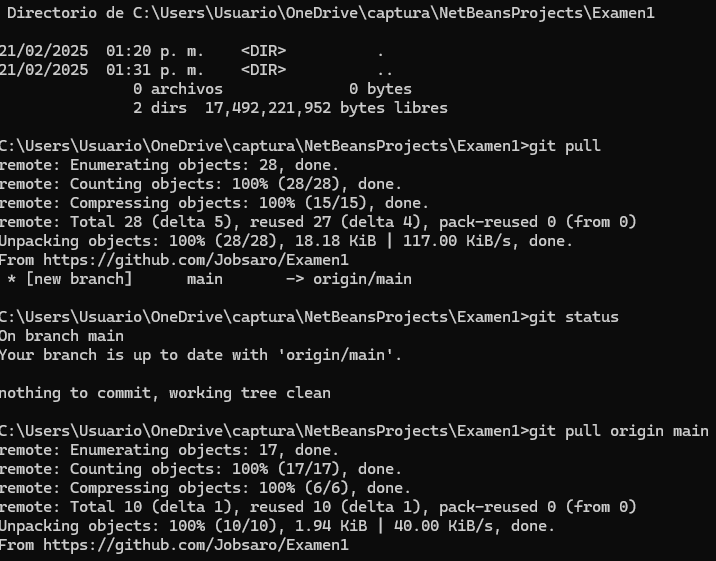 Directorio de C:\Users\Usuario\OneDrive\captura\NetBeansProjects\Examen1
21/02/2025  01:20 p. m.    <DIR>          .
21/02/2025  01:31 p. m.    <DIR>          ..
0 archivos              0 bytes
2 dirs  17,492,221,952 bytes libres
C:\Users\Usuario\OneDrive\captura\NetBeansProjects\Examen1>git pull
remote: Enumerating objects: 28, done.
remote: Counting objects: 100% (28/28), done.
remote: Compressing objects: 100% (15/15), done.
remote: Total 28 (delta 5), reused 27 (delta 4), pack-reused 0 (from 0)
Unpacking objects: 100% (28/28), 18.18 KiB | 117.00 KiB/s, done.
From https://github.com/Jobsaro/Examen1
* [new branch]      main       -> origin/main
C:\Users\Usuario\OneDrive\captura\NetBeansProjects\Examen1>git status
On branch main
Your branch is up to date with 'origin/main'.
nothing to commit, working tree clean
C:\Users\Usuario\OneDrive\captura\NetBeansProjects\Examen1>git pull origin main
remote: Enumerating objects: 17, done.
remote: Counting objects: 100% (17/17), done.
remote: Compressing objects: 100% (6/6), done.
remote: Total 10 (delta 1), reused 10 (delta 1), pack-reused 0 (from 0)
Unpacking objects: 100% (10/10), 1.94 KiB | 40.00 KiB/s, done.
From https://github.com/Jobsaro/Examen1